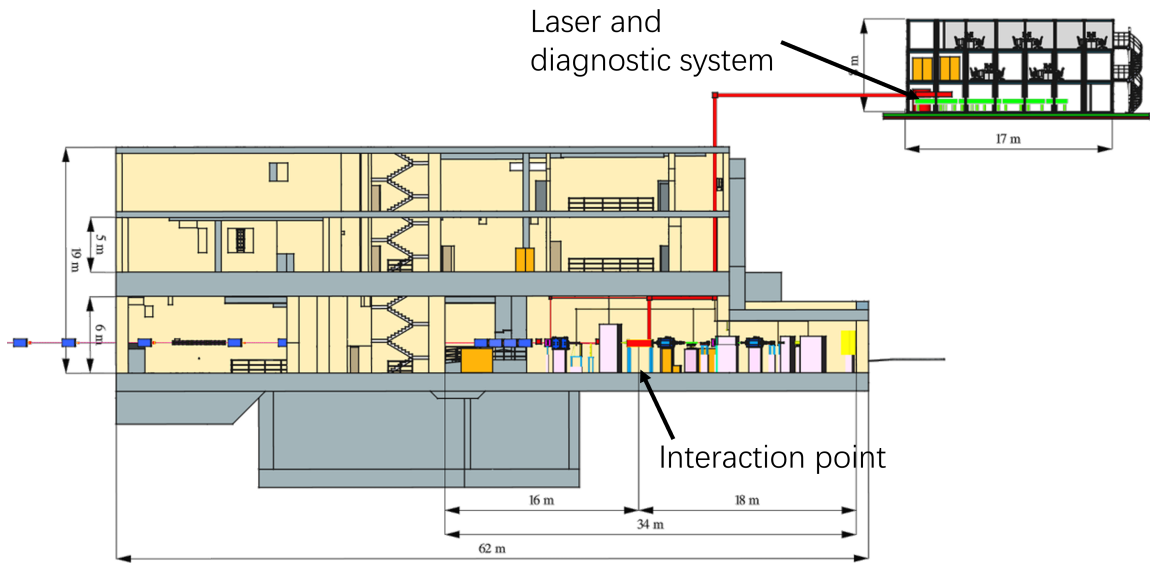 Laser and
diagnostic system
m
17 m
19 m
5 m
6 m
Interaction point
16 m
18 m
34 m
62 m